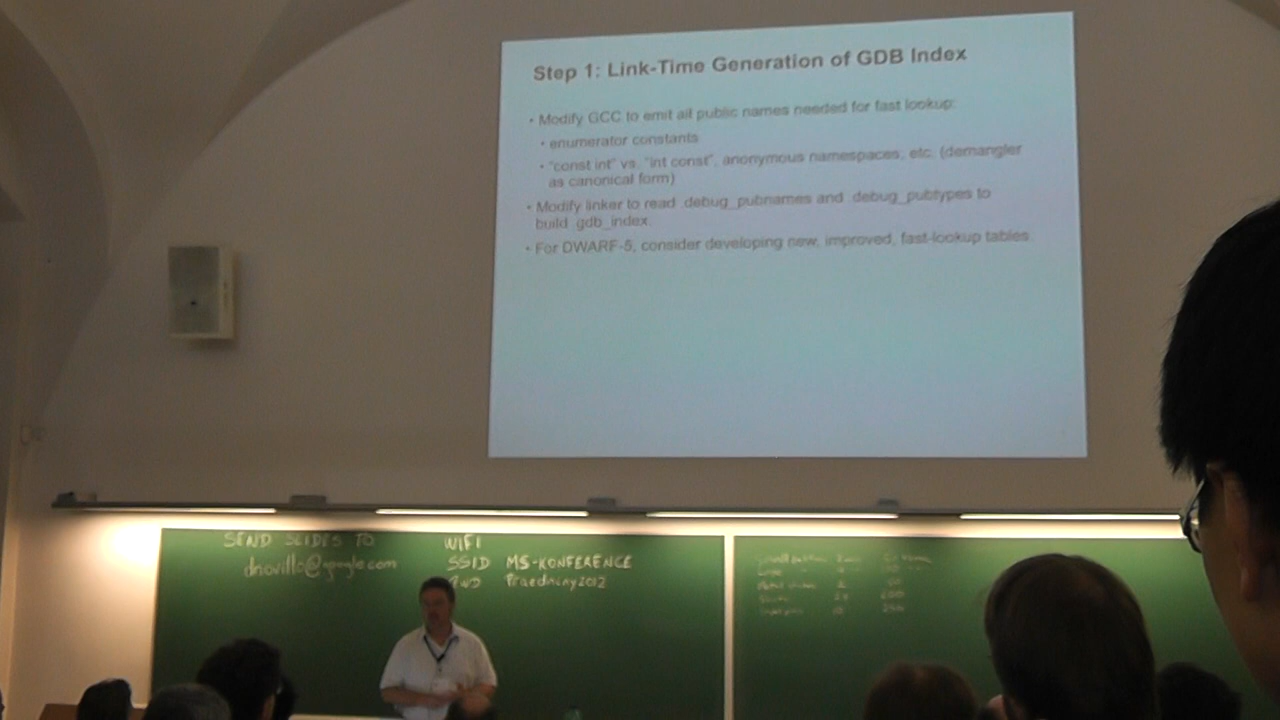 Step 1: Link-Time Generation of GDB Index
• Modify GCC to emit all public names needed for fast lookup:
• enumerator constants
• "const int" vs. "int const", anonymous namespaces, etc. (demangler
as canonical form)
• Modify linker to read .debug_pubnames and .debug_pubtypes to
build .gdb_index.
• For DWARF-5, consider developing new, improved, fast-lookup tables.
SEND SLIDES TO
dnovillo@google.com
WIFI
SSID MS-KONFERENCE
PWD